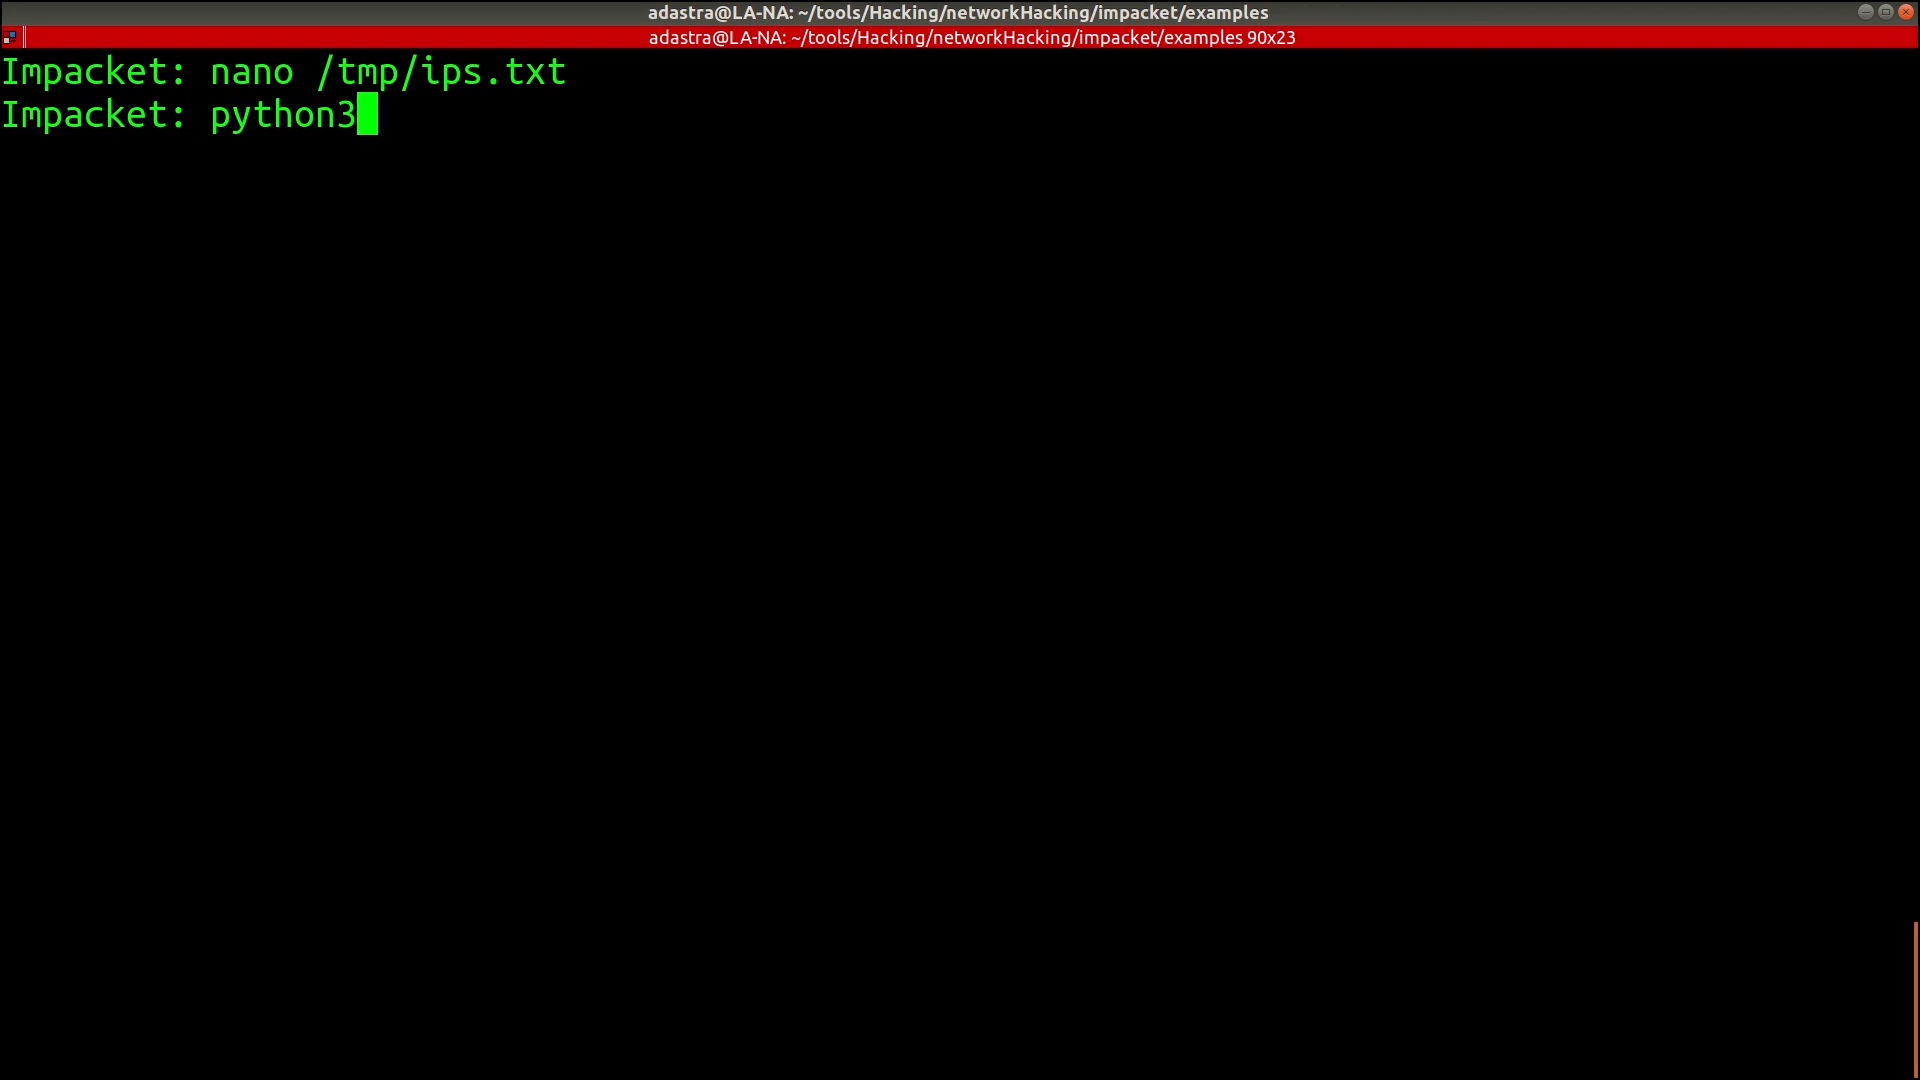 adastra@LA-NA: ~/tools/Hacking/networkHacking/impacket/examples
adastra@LA-NA: ~/tools/Hacking/networkHacking/impacket/examples 90x23
Impacket: nano /tmp/ips.txt
Impacket: python3